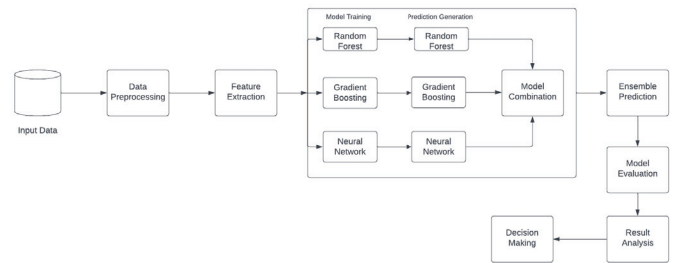 Model Training
Prediction Generation
Random
Forest
Random
Forest
Data
Preprocessing
Feature
Extraction
Gradient
Boosting
Gradient
Boosting
Model
Combination
Ensemble
Prediction
Input Data
Neural
Network
Neural
Network
Model
Evaluation
Decision
Making
Result
Analysis